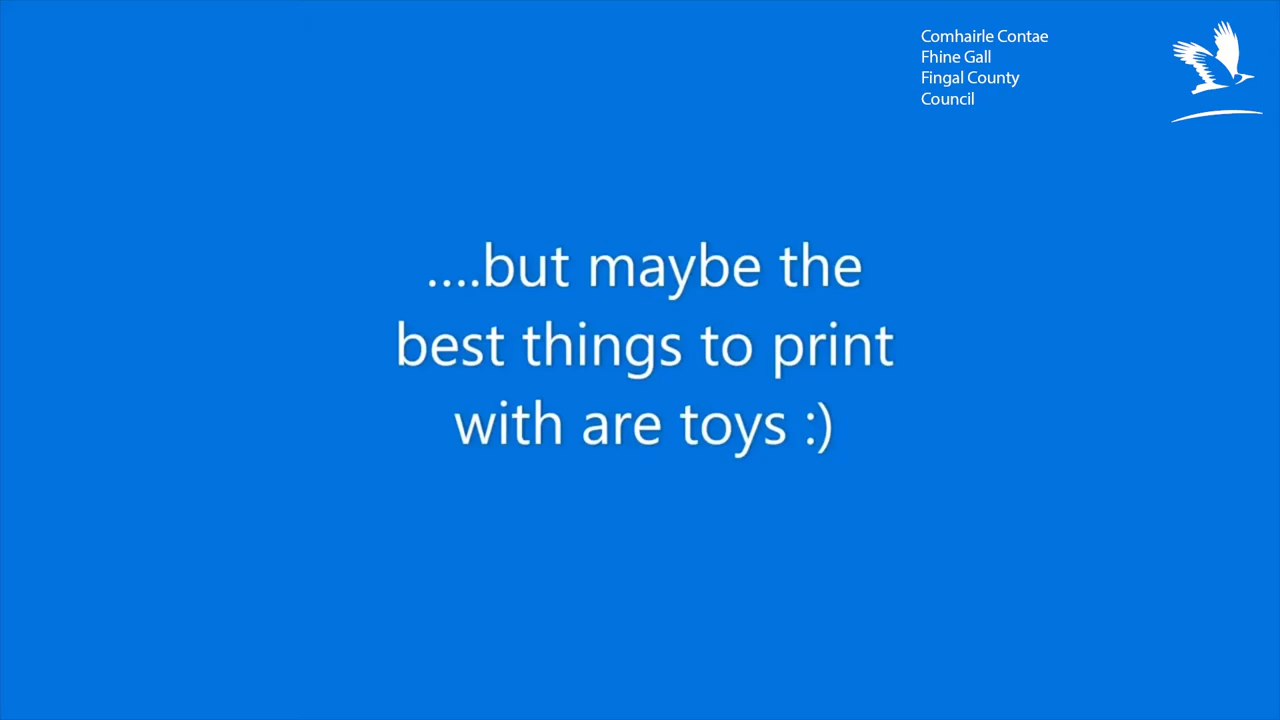 Comhairle Contae
Fhine Gall
Fingal County
Council
....but maybe the
best things to print
with are toys :)